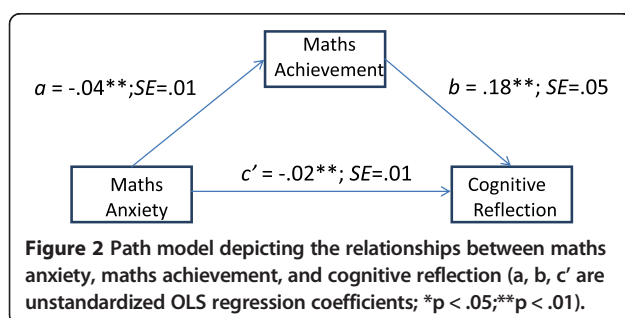 Maths
Achievement
a = -.04**;SE=.01
b = .18**; SE=.05
c' = -.02**; SE=.01
Maths
Anxiety
Cognitive
Reflection
Figure 2 Path model depicting the relationships between maths
anxiety, maths achievement, and cognitive reflection (a, b, c' are
unstandardized OLS regression coefficients; *p < .05;**p < .01).